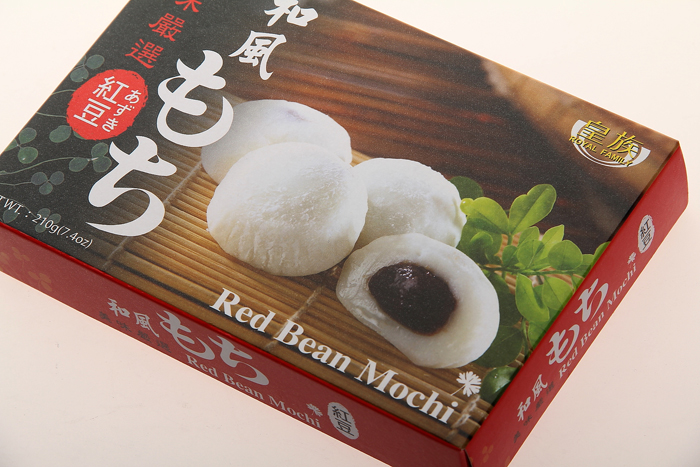 嚴選
和風
もち
あずき
紅豆
TWT. : 210g(7.4oz)
皇族
ROYAL FAMILY
Red Bean Mochi
和風
もち
Red Bean Mochi
紅豆
和風
もち
Red Bean Mochi
紅豆